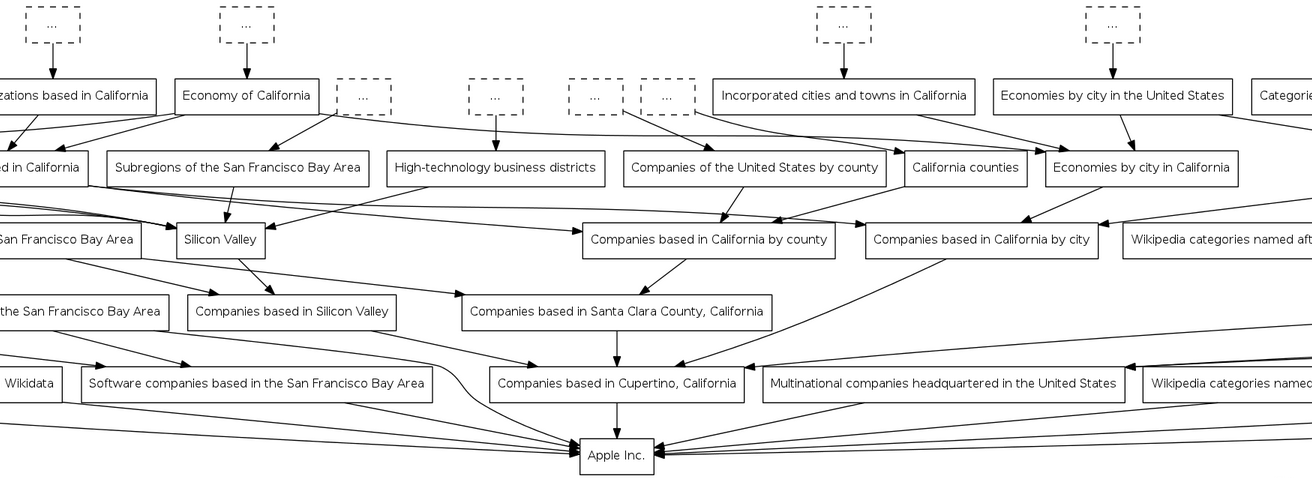 ...
...
...
...
zations based in California
Economy of California
...
...
...
...
Incorporated cities and towns in California
Economies by city in the United States
Categorie
ed in California
Subregions of the San Francisco Bay Area
High-technology business districts
Companies of the United States by county
California counties
Economies by city in California
San Francisco Bay Area
Silicon Valley
Companies based in California by county
Companies based in California by city
Wikipedia categories named aft
the San Francisco Bay Area
Companies based in Silicon Valley
Companies based in Santa Clara County, California
Wikidata
Software companies based in the San Francisco Bay Area
Companies based in Cupertino, California
Multinational companies headquartered in the United States
Wikipedia categories named
Apple Inc.